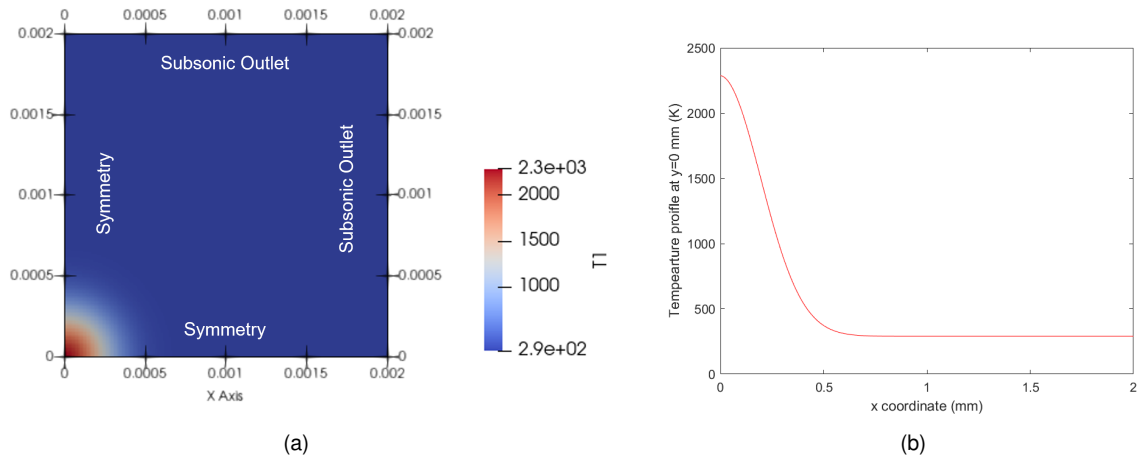 0 0.0005 0.001 0.0015 0.002
0.002 0.002
Subsonic Outlet
0.0015 0.0015
Symmetry
Subsonic Outlet
0.001 0.001
0.0005 0.0005
Symmetry
0 0
0 0.0005 0.001 0.0015 0.002
X Axis
2.3e+03
2000
1500
1000
2.9e+02
T1
(a)
2500
2000
1500
1000
500
0
Tempearture proifle at y=0 mm (K)
0 0.5 1 1.5 2
x coordinate (mm)
(b)